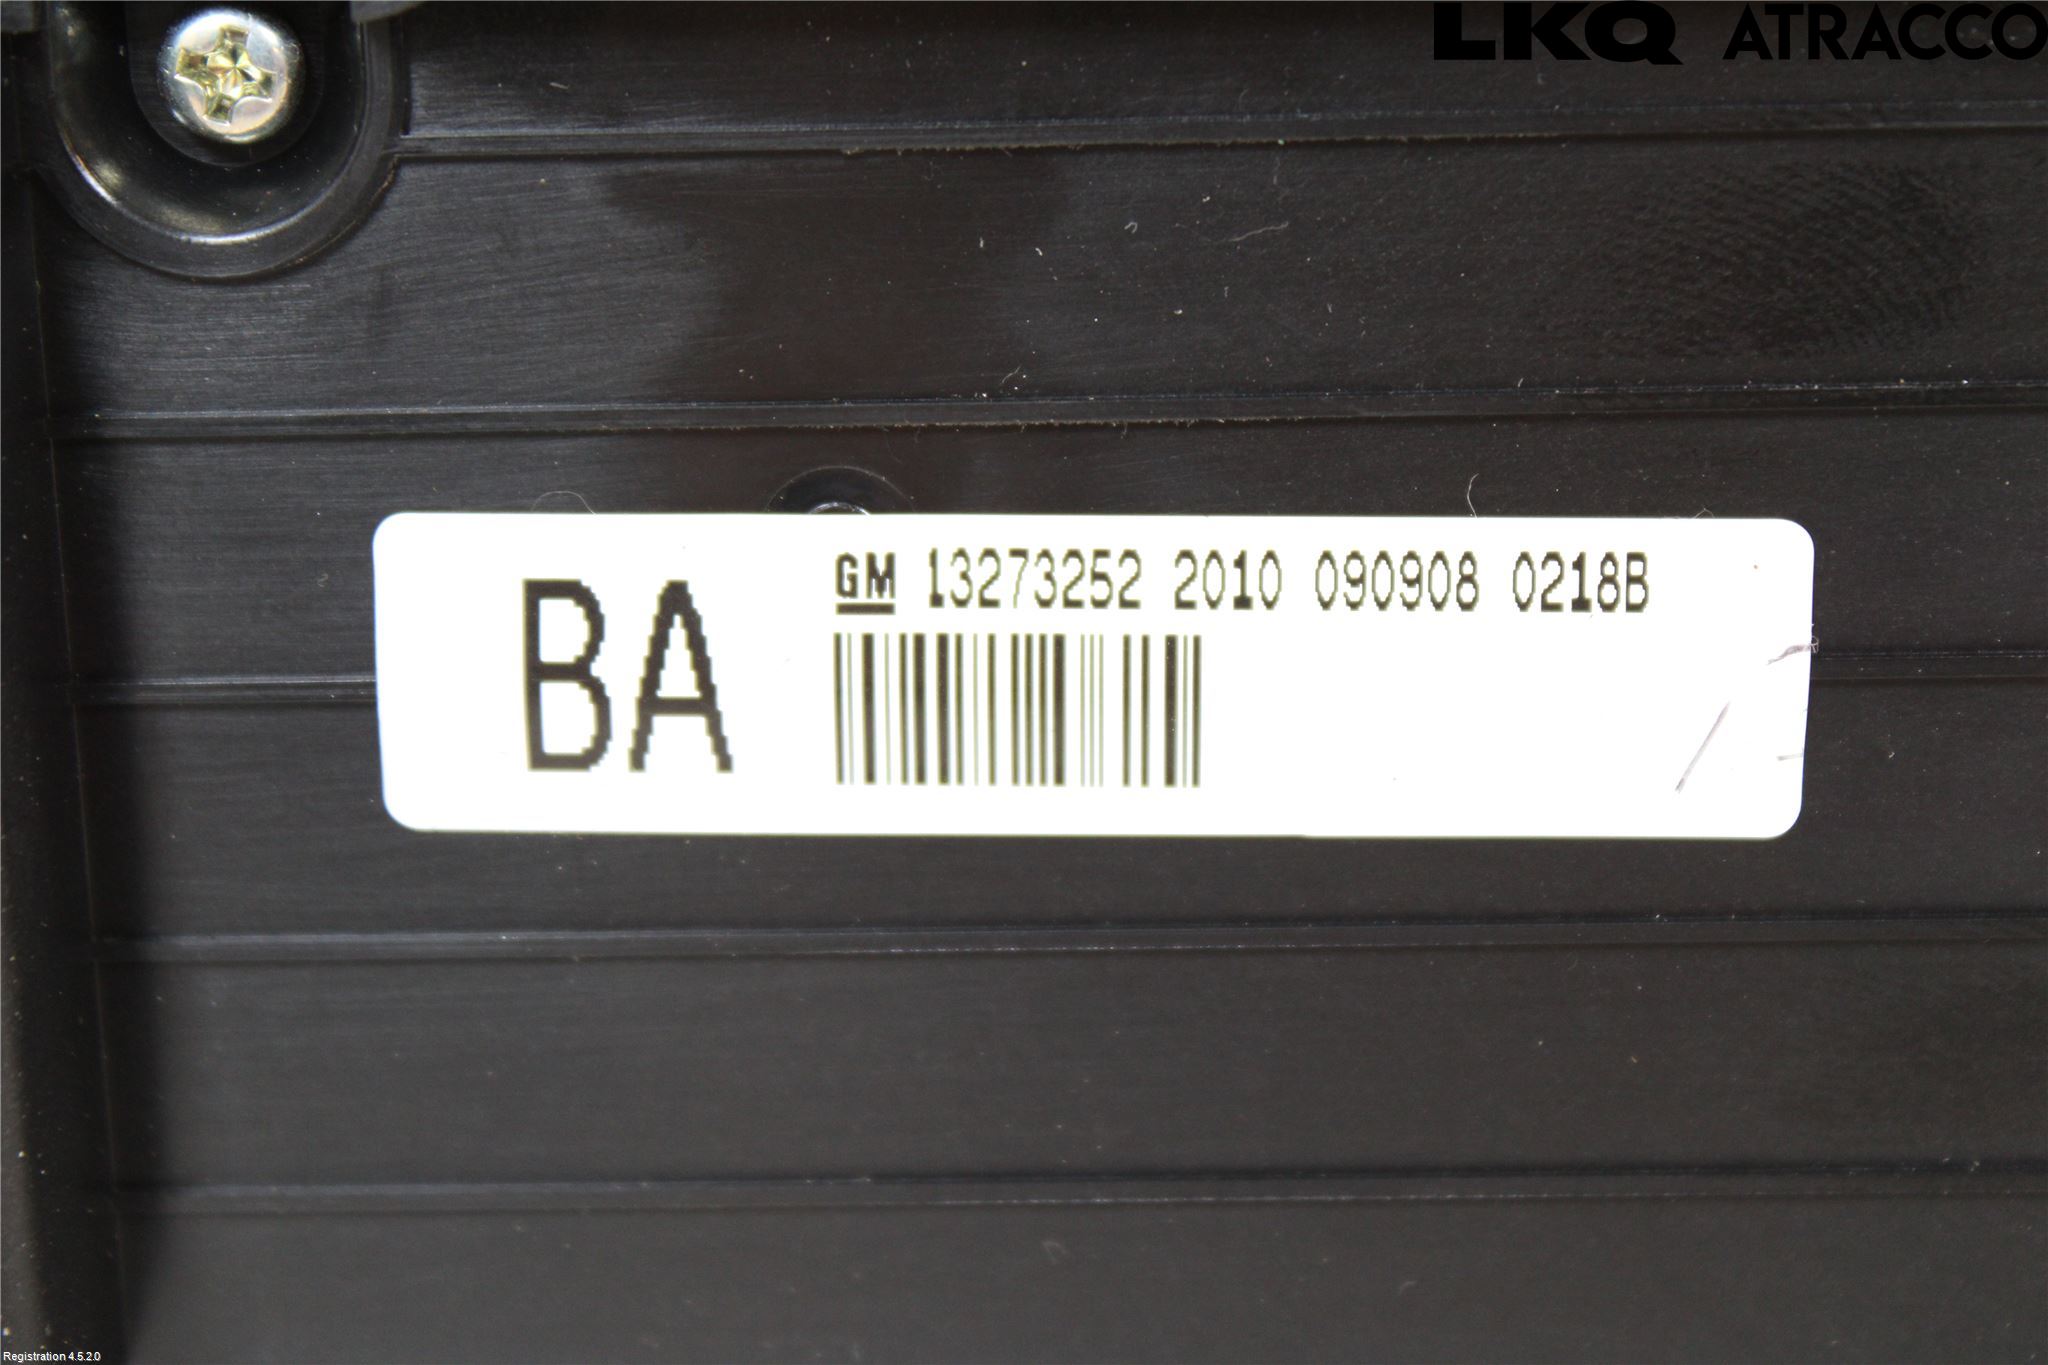 LKQ ATRACCO
GM 13273252 2010 090908 0218B
BA
Registration 4.5.2.0